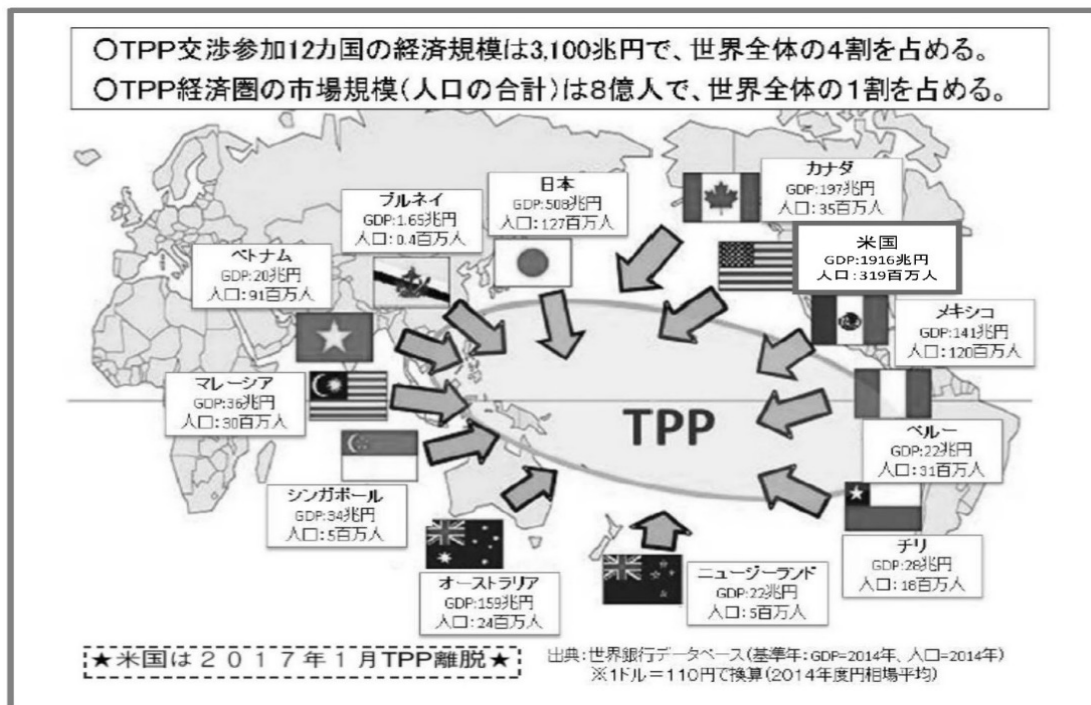 ○TPP交渉参加12カ国の経済規模は3,100兆円で、世界全体の4割を占める。
○TPP経済圏の市場規模(人口の合計)は8億人で、世界全体の1割を占める。
カナダ
GDP:197兆円
人口:35百万人
日本
GDP:508兆円
人口:127百万人
ブルネイ
GDP:1.65兆円
人口:0.4百万人
米国
GDP:1916兆円
人口:319百万人
ベトナム
GDP:20兆円
人口:91百万人
メキシコ
GDP:141兆円
人口:120百万人
マレーシア
GDP:36兆円
人口:30百万人
TPP
ペルー
GDP:22兆円
人口:31百万人
シンガポール
GDP:34兆円
人口:5百万人
チリ
GDP:28兆円
人口:18百万人
オーストラリア
GDP:159兆円
人口:24百万人
ニュージーランド
GDP:22兆円
人口:5百万人
★米国は2017年1月TPP離脱★
出典:世界銀行データベース(基準年:GDP=2014年、人口=2014年)
※1ドル=110円で換算(2014年度円相場平均)